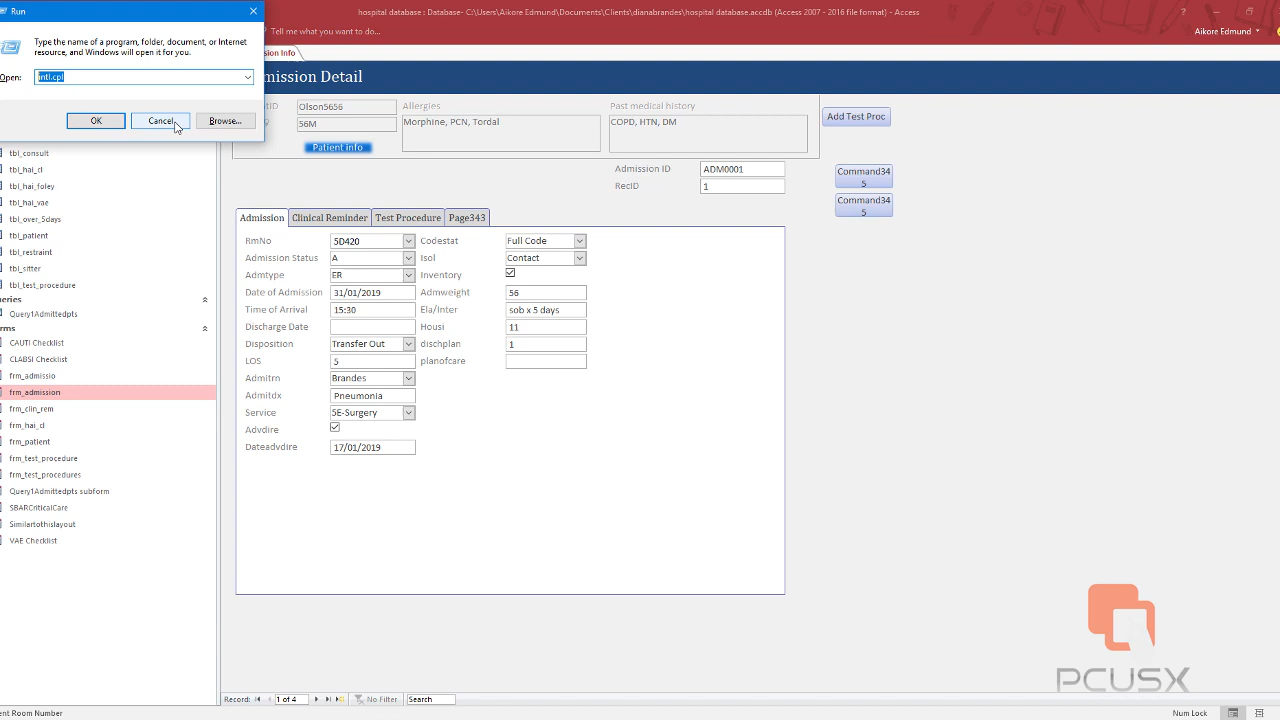 Run
hospital database : Database- C:\Users\Aikore Edmund\Documents\Clients\dianabrandes\hospital database.accdb (Access 2007 - 2016 file format) - Access
?
Type the name of a program, folder, document, or Internet
resource, and Windows will open it for you.
Tell me what you want to do...
Aikore Edmund
Open:
intl.cpl
OK
Cancel
Browse...
sion Info
mission Detail
tID
Olson5656
Allergies
Past medical history
56M
Morphine, PCN, Tordal
COPD, HTN, DM
Add Test Proc
Patient info
Admission ID
ADM0001
RecID
1
Command34
5
Command34
5
tbl_consult
tbl_hai_cl
tbl_hai_foley
tbl_hai_vae
tbl_over_5days
tbl_patient
tbl_restraint
tbl_sitter
tbl_test_procedure
eries
Query1Admittedpts
rms
CAUTI Checklist
CLABSI Checklist
frm_admissio
frm_admission
frm_clin_rem
frm_hai_cl
frm_patient
frm_test_procedure
frm_test_procedures
Query1Admittedpts subform
SBARCriticalCare
Similartothislayout
VAE Checklist
Admission
Clinical Reminder
Test Procedure
Page343
RmNo
5D420
Codestat
Full Code
Admission Status
A
Isol
Contact
Admtype
ER
Inventory
Date of Admission
31/01/2019
Admweight
56
Time of Arrival
15:30
Ela/Inter
sob x 5 days
Discharge Date
Housi
11
Disposition
Transfer Out
dischplan
1
LOS
5
planofcare
Admitrn
Brandes
Admitdx
Pneumonia
Service
5E-Surgery
Advdire
Dateadvdire
17/01/2019
PCUSX
Record:
1 of 4
No Filter
Search
ent Room Number
Num Lock